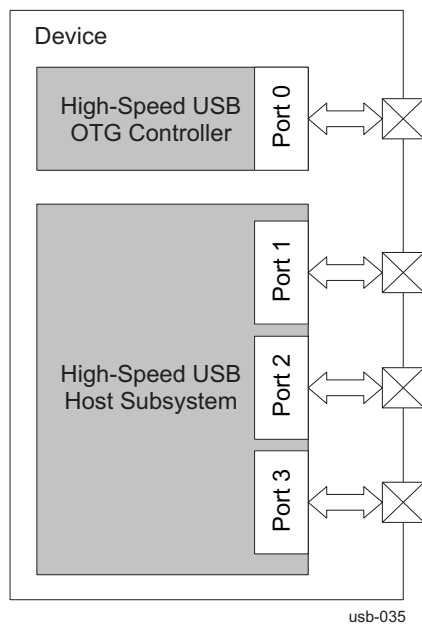 Device
High-Speed USB
OTG Controller
Port 0
High-Speed USB
Host Subsystem
Port 1
Port 2
Port 3
usb-035